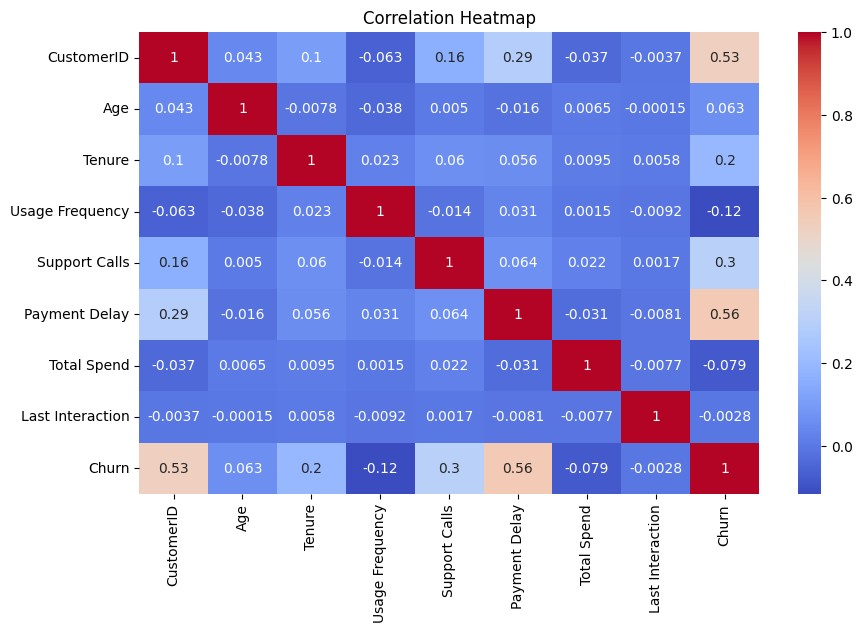 Correlation Heatmap
CustomerID 1 0.043 0.1 -0.063 0.16 0.29 -0.037 -0.0037 0.53
Age 0.043 1 -0.0078 -0.038 0.005 -0.016 0.0065 -0.00015 0.063
Tenure 0.1 -0.0078 1 0.023 0.06 0.056 0.0095 0.0058 0.2
Usage Frequency -0.063 -0.038 0.023 1 -0.014 0.031 0.0015 -0.0092 -0.12
Support Calls 0.16 0.005 0.06 -0.014 1 0.064 0.022 0.0017 0.3
Payment Delay 0.29 -0.016 0.056 0.031 0.064 1 -0.031 -0.0081 0.56
Total Spend -0.037 0.0065 0.0095 0.0015 0.022 -0.031 1 -0.0077 -0.079
Last Interaction -0.0037 -0.00015 0.0058 -0.0092 0.0017 -0.0081 -0.0077 1 -0.0028
Churn 0.53 0.063 0.2 -0.12 0.3 0.56 -0.079 -0.0028 1
CustomerID
Age
Tenure
Usage Frequency
Support Calls
Payment Delay
Total Spend
Last Interaction
Churn
1.0
0.8
0.6
0.4
0.2
0.0